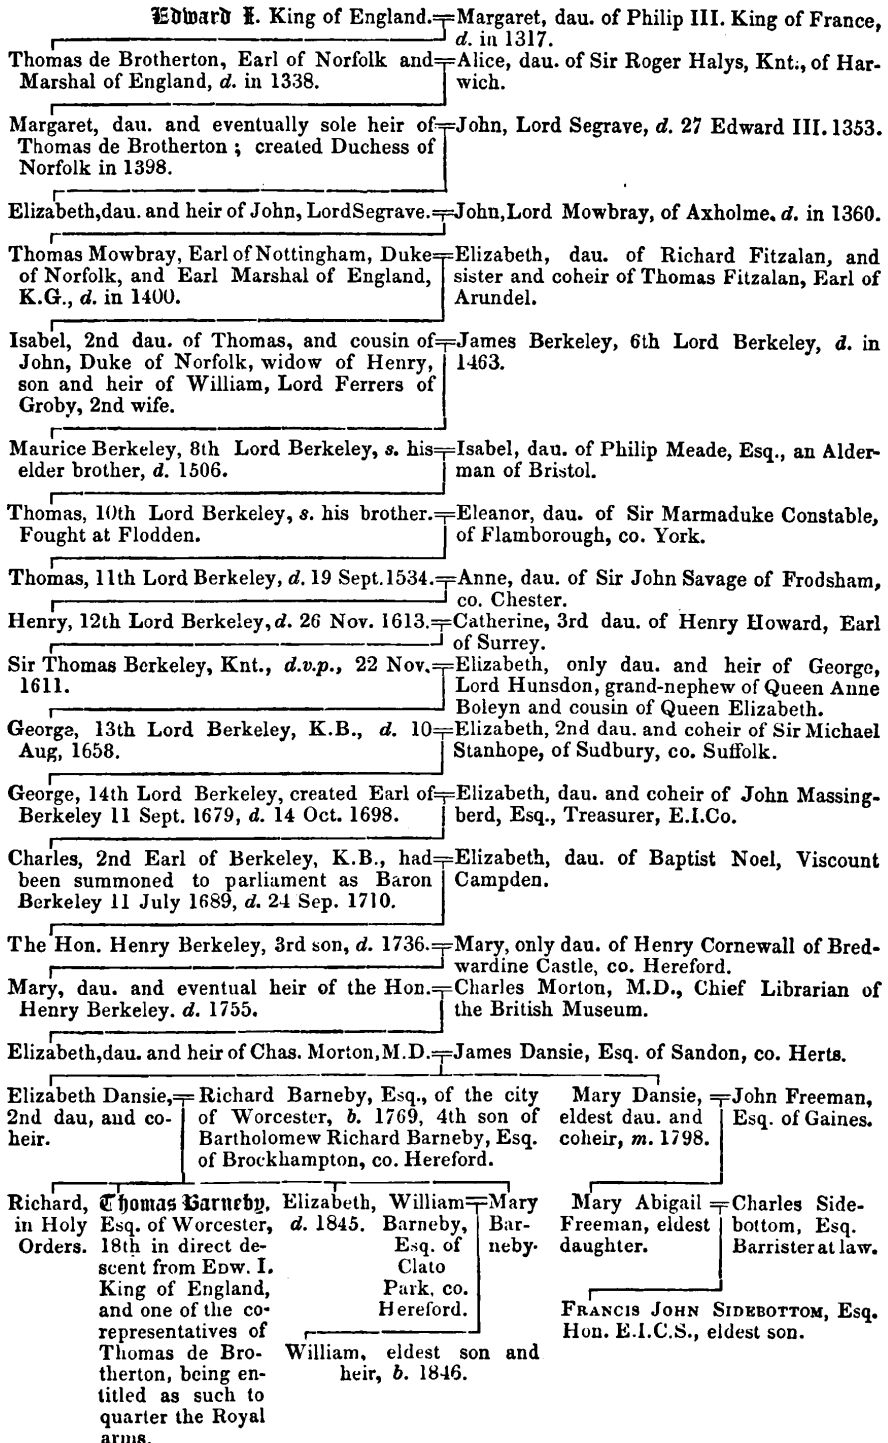 Edward I. King of England. = Margaret, dau. of Philip III. King of France,
d. in 1317.
Thomas de Brotherton, Earl of Norfolk and
Marshal of England, d. in 1338.
= Alice, dau. of Sir Roger Halys, Knt., of Har-
wich.
Margaret, dau. and eventually sole heir of
Thomas de Brotherton ; created Duchess of
Norfolk in 1398.
= John, Lord Segrave, d. 27 Edward III. 1353.
Elizabeth, dau. and heir of John, Lord Segrave. = John, Lord Mowbray, of Axholme. d. in 1360.
Thomas Mowbray, Earl of Nottingham, Duke
of Norfolk, and Earl Marshal of England,
K.G., d. in 1400.
= Elizabeth, dau. of Richard Fitzalan, and
sister and coheir of Thomas Fitzalan, Earl of
Arundel.
Isabel, 2nd dau. of Thomas, and cousin of
John, Duke of Norfolk, widow of Henry,
son and heir of William, Lord Ferrers of
Groby, 2nd wife.
= James Berkeley, 6th Lord Berkeley, d. in
1463.
Maurice Berkeley, 8th Lord Berkeley, s. his
elder brother, d. 1506.
= Isabel, dau. of Philip Meade, Esq., an Alder-
man of Bristol.
Thomas, 10th Lord Berkeley, s. his brother.
Fought at Flodden.
= Eleanor, dau. of Sir Marmaduke Constable,
of Flamborough, co. York.
Thomas, 11th Lord Berkeley, d. 19 Sept. 1534. = Anne, dau. of Sir John Savage of Frodsham,
co. Chester.
Henry, 12th Lord Berkeley, d. 26 Nov. 1613. = Catherine, 3rd dau. of Henry Howard, Earl
of Surrey.
Sir Thomas Berkeley, Knt., d.v.p., 22 Nov.
1611.
= Elizabeth, only dau. and heir of George,
Lord Hunsdon, grand-nephew of Queen Anne
Boleyn and cousin of Queen Elizabeth.
George, 13th Lord Berkeley, K.B., d. 10
Aug, 1658.
= Elizabeth, 2nd dau. and coheir of Sir Michael
Stanhope, of Sudbury, co. Suffolk.
George, 14th Lord Berkeley, created Earl of
Berkeley 11 Sept. 1679, d. 14 Oct. 1698.
= Elizabeth, dau. and coheir of John Massing-
berd, Esq., Treasurer, E.I.Co.
Charles, 2nd Earl of Berkeley, K.B., had
been summoned to parliament as Baron
Berkeley 11 July 1689, d. 24 Sep. 1710.
= Elizabeth, dau. of Baptist Noel, Viscount
Campden.
The Hon. Henry Berkeley, 3rd son, d. 1736. = Mary, only dau. of Henry Cornewall of Bred-
wardine Castle, co. Hereford.
Mary, dau. and eventual heir of the Hon.
Henry Berkeley. d. 1755.
= Charles Morton, M.D., Chief Librarian of
the British Museum.
Elizabeth, dau. and heir of Chas. Morton, M.D. = James Dansie, Esq. of Sandon, co. Herts.
Elizabeth Dansie,
2nd dau, and co-
heir.
= Richard Barneby, Esq., of the city
of Worcester, b. 1769, 4th son of
Bartholomew Richard Barneby, Esq.
of Brockhampton, co. Hereford.
Mary Dansie,
eldest dau. and
coheir, m. 1798.
= John Freeman,
Esq. of Gaines.
Richard,
in Holy
Orders.
Thomas Barneby,
Esq. of Worcester,
18th in direct de-
scent from EDW. I.
King of England,
and one of the co-
representatives of
Thomas de Bro-
therton, being en-
titled as such to
quarter the Royal
arms.
Elizabeth,
d. 1845.
William
Barneby,
Esq. of
Clato
Park, co.
Hereford.
= Mary
Bar-
neby.
William, eldest son and
heir, b. 1846.
Mary Abigail
Freeman, eldest
daughter.
= Charles Side-
bottom, Esq.
Barrister at law.
FRANCIS JOHN SIDEBOTTOM, Esq.
Hon. E.I.C.S., eldest son.